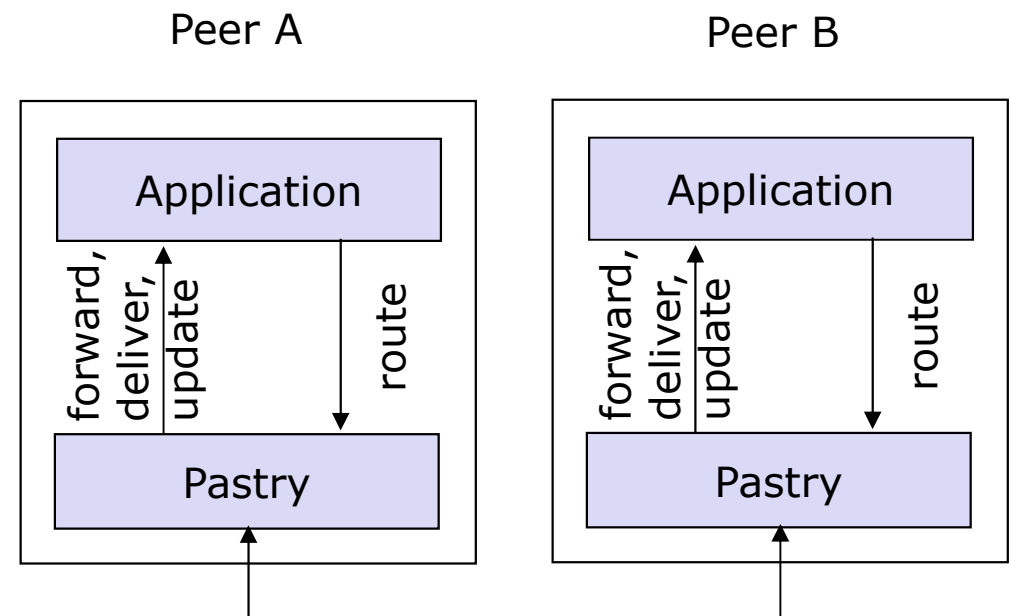 Peer A
Peer B
Application
forward,
deliver,
update
route
Pastry
Application
forward,
deliver,
update
route
Pastry